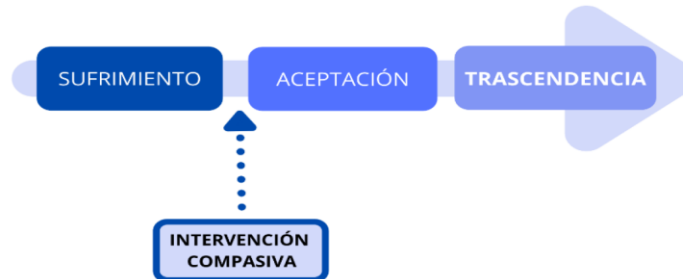 SUFRIMIENTO
ACEPTACIÓN
TRASCENDENCIA
INTERVENCIÓN
COMPASIVA